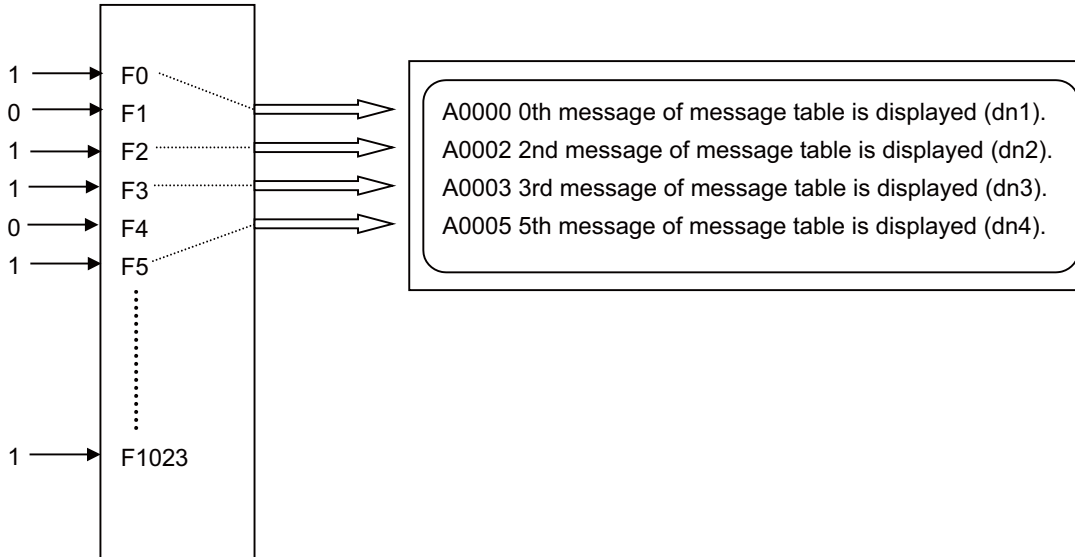 1 F0
0 F1
1 F2
1 F3
0 F4
1 F5
1 F1023
A0000 0th message of message table is displayed (dn1).
A0002 2nd message of message table is displayed (dn2).
A0003 3rd message of message table is displayed (dn3).
A0005 5th message of message table is displayed (dn4).